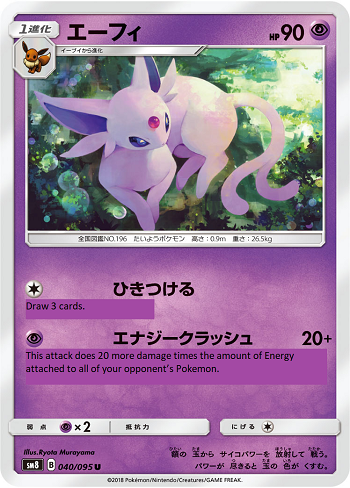 1進化
エーフィ
HP 90
イーブイから進化
全国図鑑NO.196 たいようポケモン 高さ:0.9m 重さ:26.5kg
ひきつける
Draw 3 cards.
エナジークラッシュ 20+
This attack does 20 more damage times the amount of Energy
attached to all of your opponent's Pokemon.
弱点 ×2 抵抗力 にげる
Illus.Ryota Murayama
sm8 B 040/095 U
額の玉から サイコパワーを 放射して 戦う。
パワーが 尽きると 玉の 色が くすむ。
©2018 Pokémon/Nintendo/Creatures/GAME FREAK.